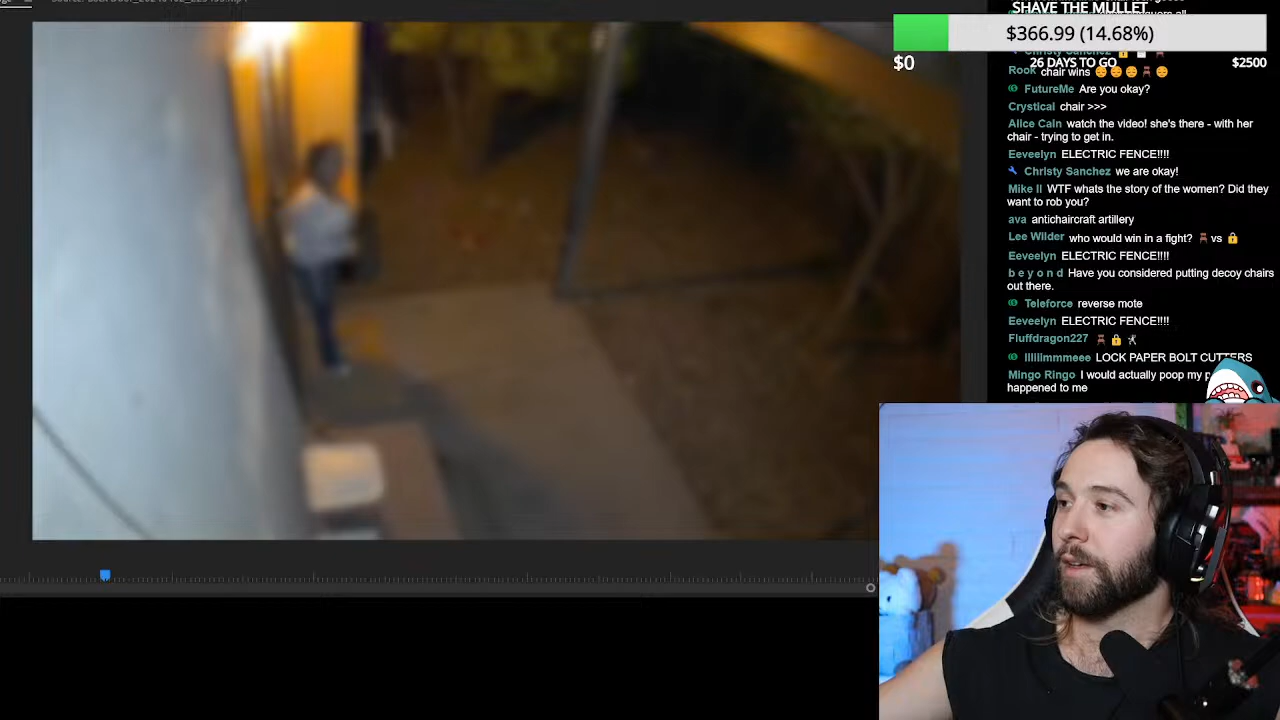 SHAVE THE MULLET
$366.99 (14.68%)
$0
26 DAYS TO GO
$2500
Christy Sanchez
Rook chair wins
FutureMe Are you okay?
Crystical chair >>>
Alice Cain watch the video! she's there - with her
chair - trying to get in.
Eeveelyn ELECTRIC FENCE!!!!
Christy Sanchez we are okay!
Mike II WTF whats the story of the women? Did they
want to rob you?
ava antichaircraft artillery
Lee Wilder who would win in a fight? 🪑 vs 🔒
Eeveelyn ELECTRIC FENCE!!!!
b e y o n d Have you considered putting decoy chairs
out there.
Teleforce reverse mote
Eeveelyn ELECTRIC FENCE!!!!
Fluffdragon227
LOCK PAPER BOLT CUTTERS
Mingo Ringo I would actually poop my
happened to me